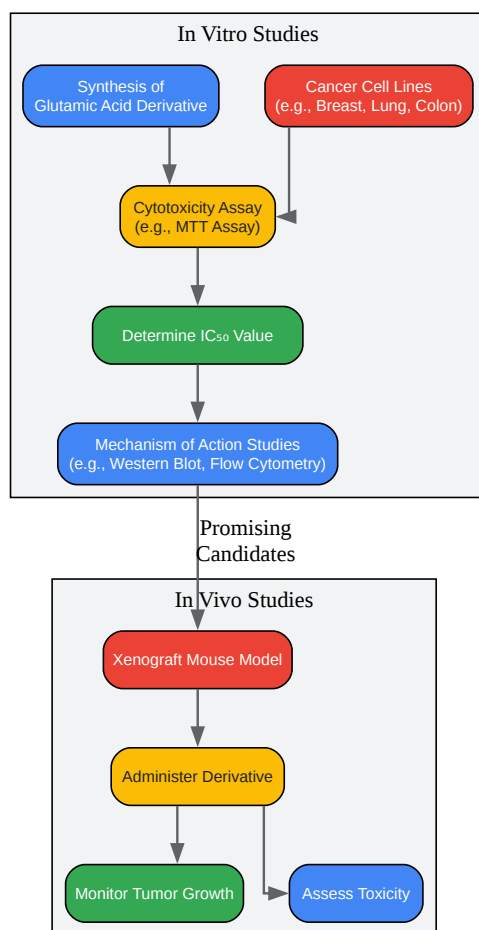 In Vitro Studies
Synthesis of
Glutamic Acid Derivative
Cancer Cell Lines
(e.g., Breast, Lung, Colon)
Cytotoxicity Assay
(e.g., MTT Assay)
Determine IC₅₀ Value
Mechanism of Action Studies
(e.g., Western Blot, Flow Cytometry)
Promising
Candidates
In Vivo Studies
Xenograft Mouse Model
Administer Derivative
Monitor Tumor Growth
Assess Toxicity